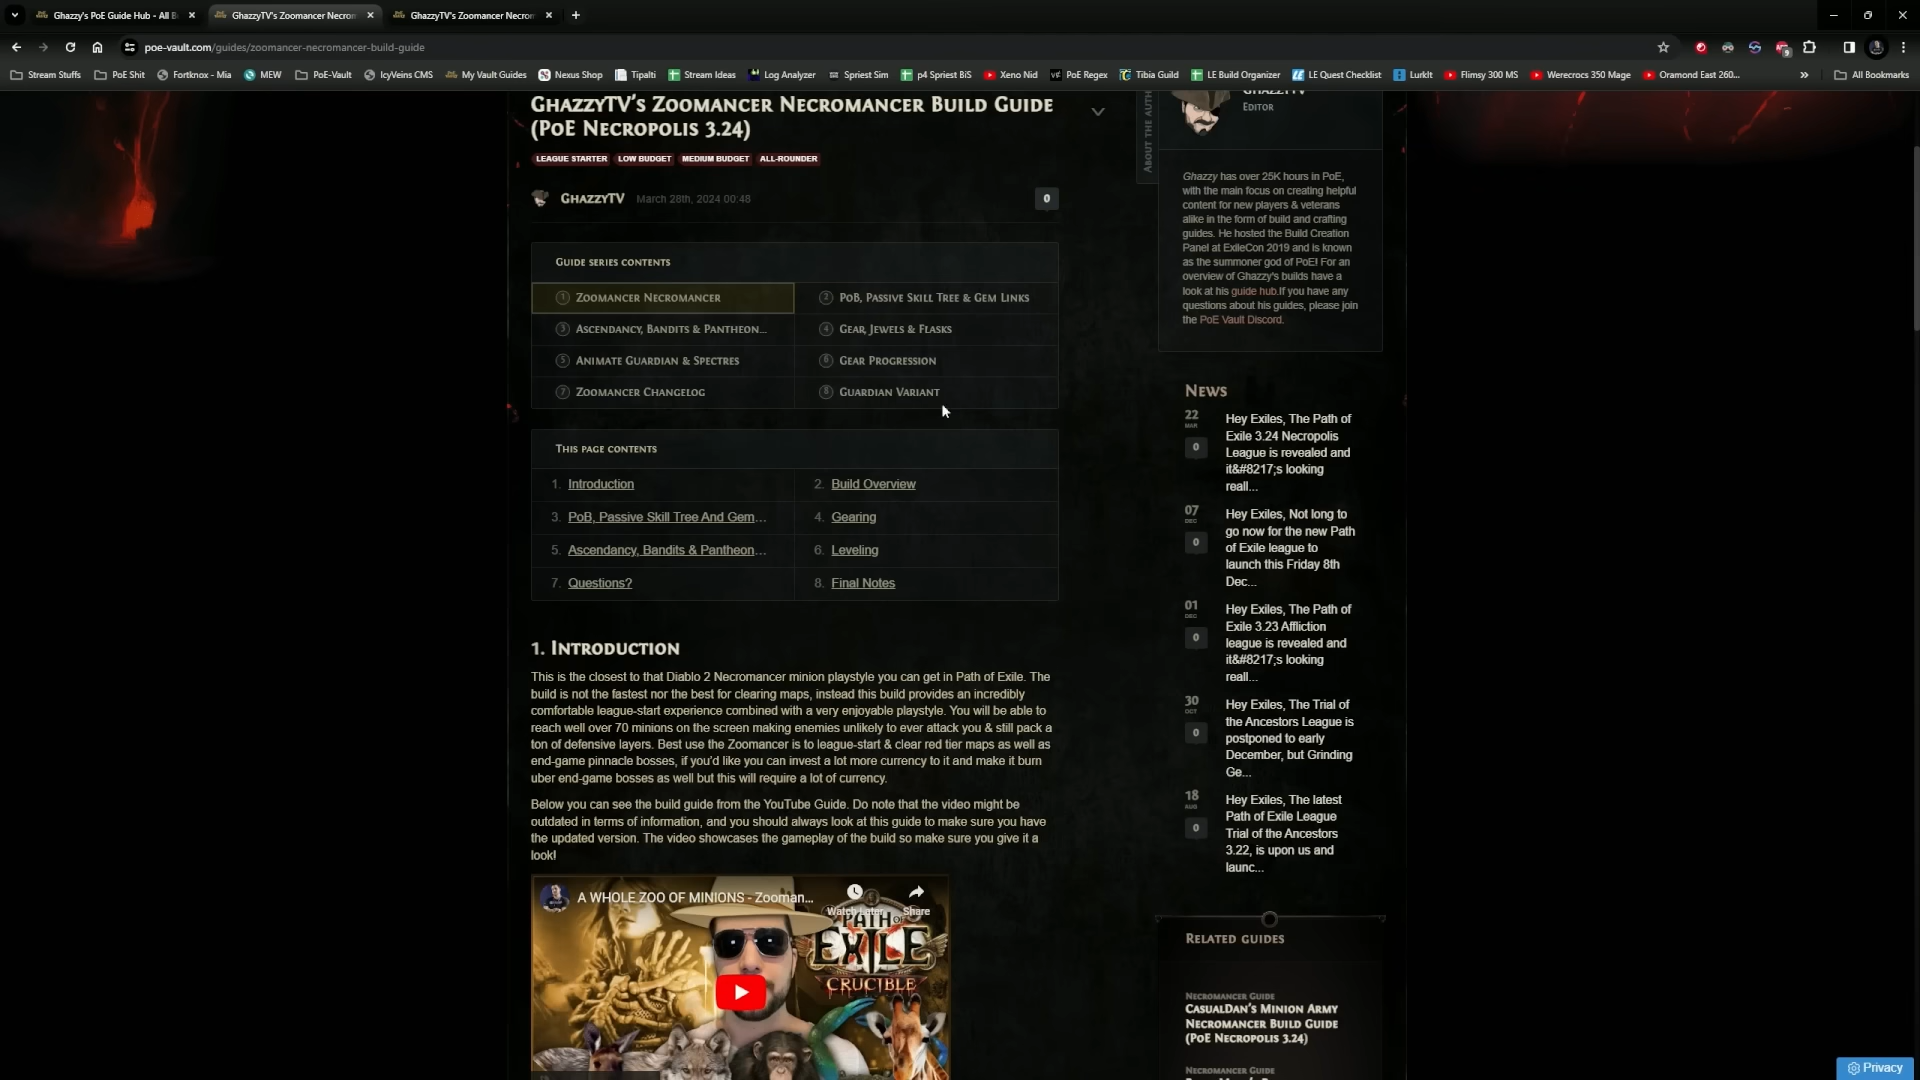 Ghazzy's PoE Guide Hub - All B
GhazzyTV's Zoomancer Necrom
GhazzyTV's Zoomancer Necrom
poe-vault.com/guides/zoomancer-necromancer-build-guide
Stream Stuffs
PoE Shit
Fortknox - Mia
MEW
PoE-Vault
IcyVeins CMS
My Vault Guides
Nexus Shop
Tipalti
Stream Ideas
Log Analyzer
Spriest Sim
p4 Spriest BiS
Xeno Nid
PoE Regex
Tibia Guild
LE Build Organizer
LE Quest Checklist
LurkIt
Flimsy 300 MS
Werecrocs 350 Mage
Oramond East 260...
All Bookmarks
GhazzyTV's Zoomancer Necromancer Build Guide
(PoE Necropolis 3.24)
LEAGUE STARTER
LOW BUDGET
MEDIUM BUDGET
ALL-ROUNDER
GhazzyTV
March 28th, 2024 00:48
0
Guide series contents
1 Zoomancer Necromancer
2 PoB, Passive Skill Tree & Gem Links
3 Ascendancy, Bandits & Pantheon...
4 Gear, Jewels & Flasks
5 Animate Guardian & Spectres
6 Gear Progression
7 Zoomancer Changelog
8 Guardian Variant
This page contents
1. Introduction
2. Build Overview
3. PoB, Passive Skill Tree And Gem...
4. Gearing
5. Ascendancy, Bandits & Pantheon...
6. Leveling
7. Questions?
8. Final Notes
1. Introduction
This is the closest to that Diablo 2 Necromancer minion playstyle you can get in Path of Exile. The
build is not the fastest nor the best for clearing maps, instead this build provides an incredibly
comfortable league-start experience combined with a very enjoyable playstyle. You will be able to
reach well over 70 minions on the screen making enemies unlikely to ever attack you & still pack a
ton of defensive layers. Best use the Zoomancer is to league-start & clear red tier maps as well as
end-game pinnacle bosses, if you'd like you can invest a lot more currency to it and make it burn
uber end-game bosses as well but this will require a lot of currency.
Below you can see the build guide from the YouTube Guide. Do note that the video might be
outdated in terms of information, and you should always look at this guide to make sure you have
the updated version. The video showcases the gameplay of the build so make sure you give it a
look!
A WHOLE ZOO OF MINIONS - Zooman...
Watch Later
Share
PATH OF
EXILE
CRUCIBLE
About the Auth
GhazzyTV
Editor
Ghazzy has over 25K hours in PoE,
with the main focus on creating helpful
content for new players & veterans
alike in the form of build and crafting
guides. He hosted the Build Creation
Panel at ExileCon 2019 and is known
as the summoner god of PoE! For an
overview of Ghazzy's builds have a
look at his guide hub.If you have any
questions about his guides, please join
the PoE Vault Discord.
News
22
MAR
0
Hey Exiles, The Path of
Exile 3.24 Necropolis
League is revealed and
it&#8217;s looking
reall...
07
DEC
0
Hey Exiles, Not long to
go now for the new Path
of Exile league to
launch this Friday 8th
Dec...
01
DEC
0
Hey Exiles, The Path of
Exile 3.23 Affliction
league is revealed and
it&#8217;s looking
reall...
30
OCT
0
Hey Exiles, The Trial of
the Ancestors League is
postponed to early
December, but Grinding
Ge...
18
AUG
0
Hey Exiles, The latest
Path of Exile League
Trial of the Ancestors
3.22, is upon us and
launc...
Related guides
Necromancer Guide
CasualDan's Minion Army
Necromancer Build Guide
(PoE Necropolis 3.24)
Necromancer Guide
Privacy